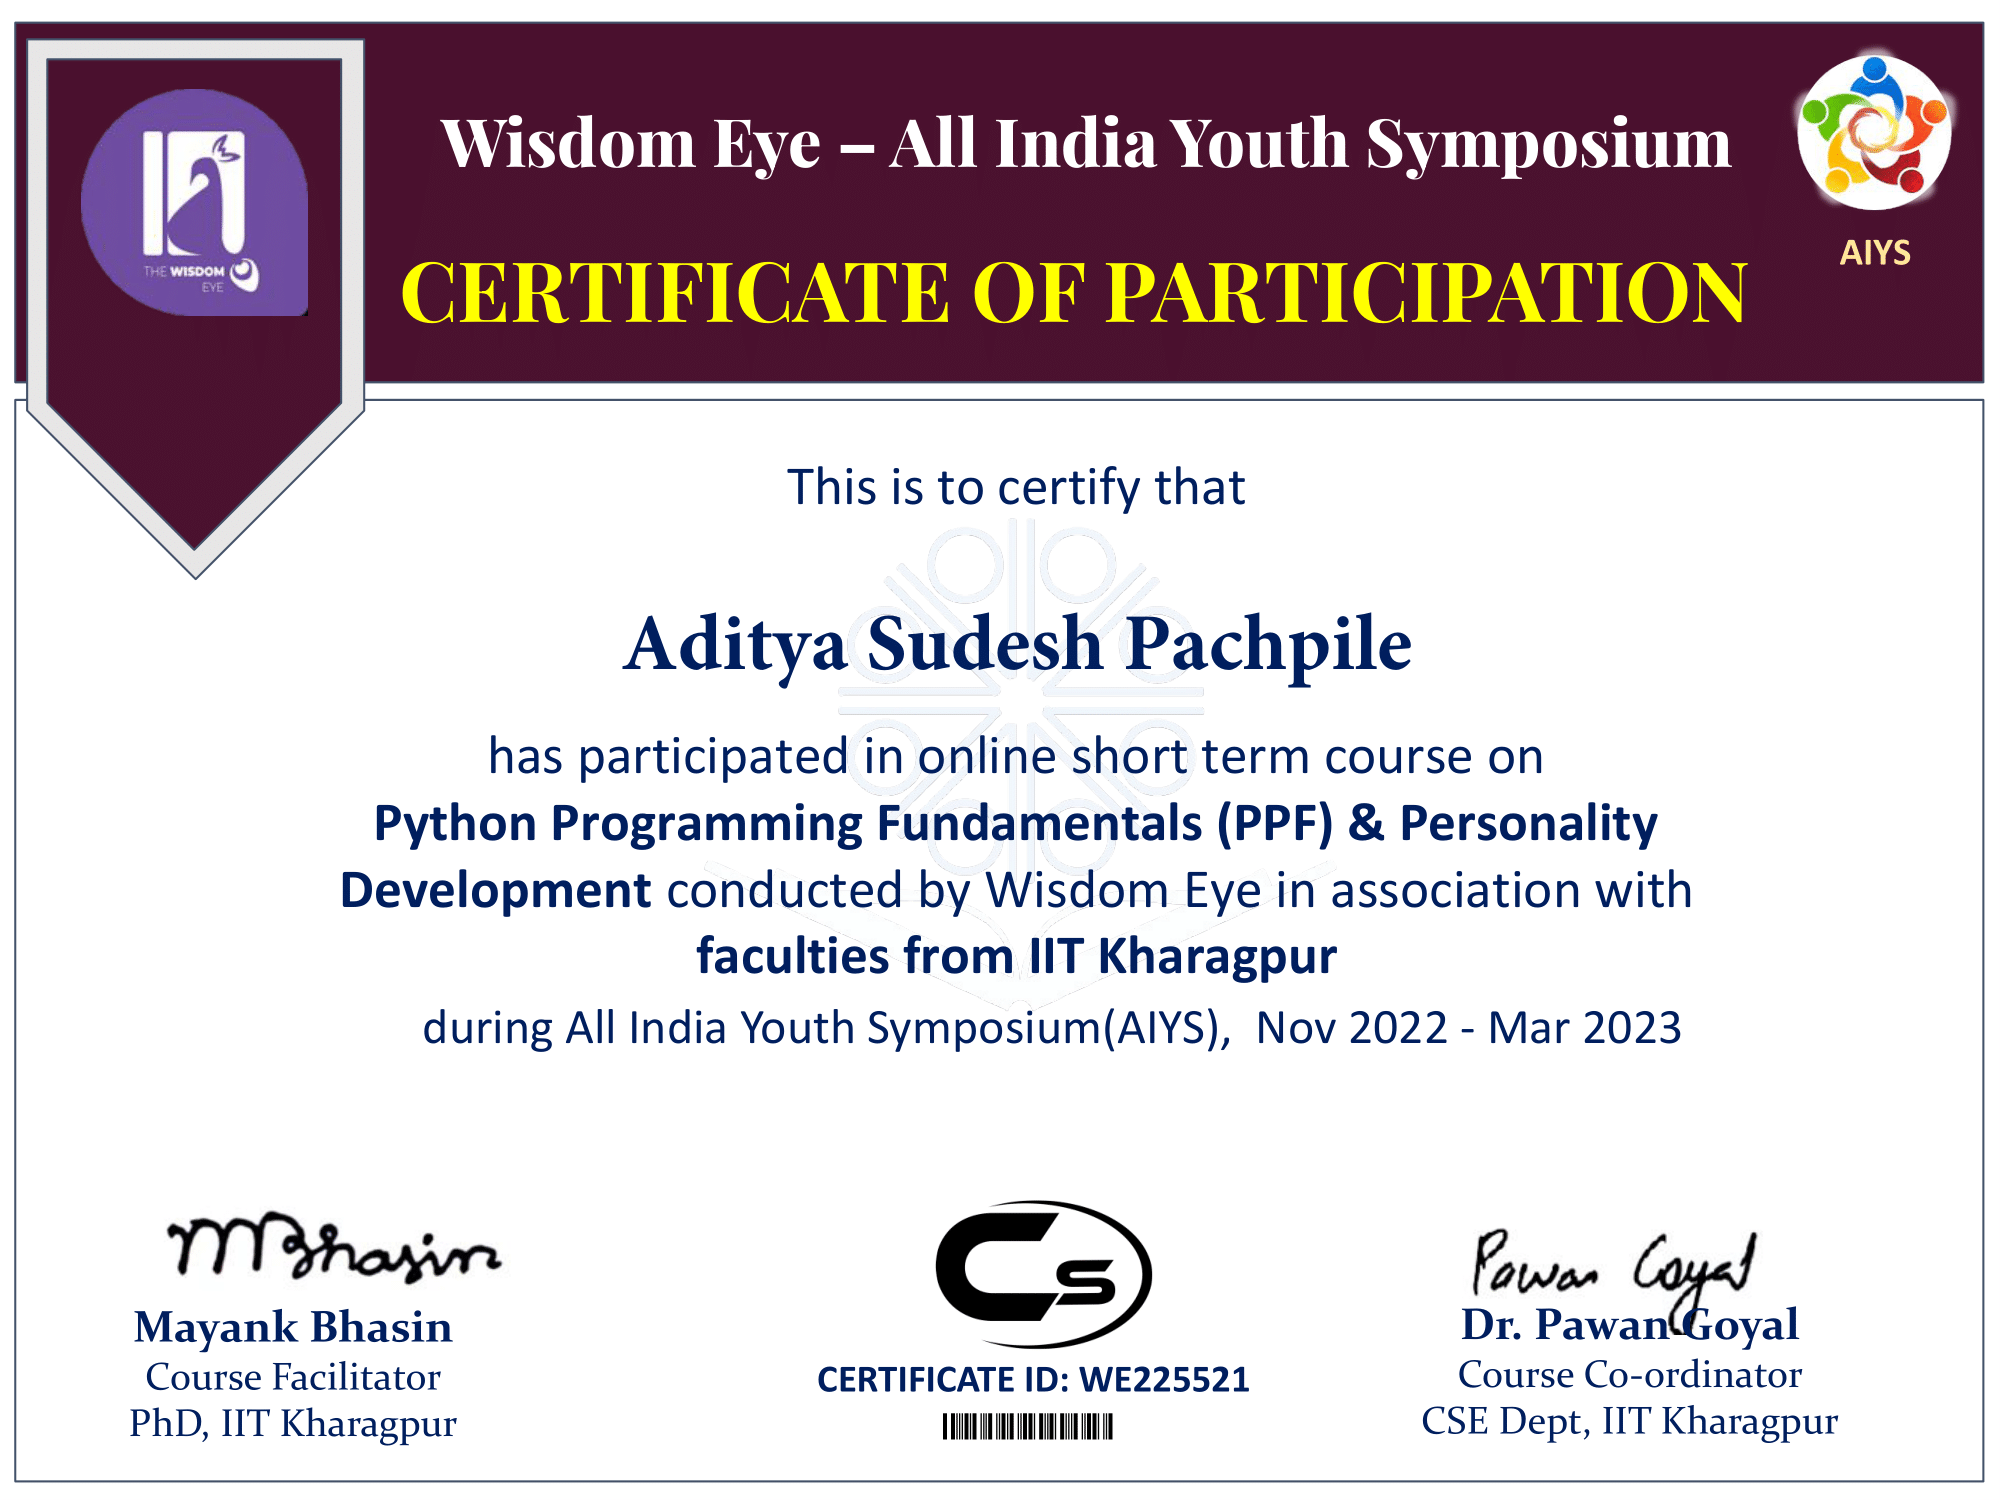 Wisdom Eye – All India Youth Symposium
THE WISDOM
EYE
AIYS
CERTIFICATE OF PARTICIPATION
This is to certify that
Aditya Sudesh Pachpile
has participated in online short term course on
Python Programming Fundamentals (PPF) & Personality
Development conducted by Wisdom Eye in association with
faculties from IIT Kharagpur
during All India Youth Symposium(AIYS),  Nov 2022 - Mar 2023
MBhasin
Mayank Bhasin
Course Facilitator
PhD, IIT Kharagpur
Cs
CERTIFICATE ID: WE225521
Pawan Goyal
Dr. Pawan Goyal
Course Co-ordinator
CSE Dept, IIT Kharagpur